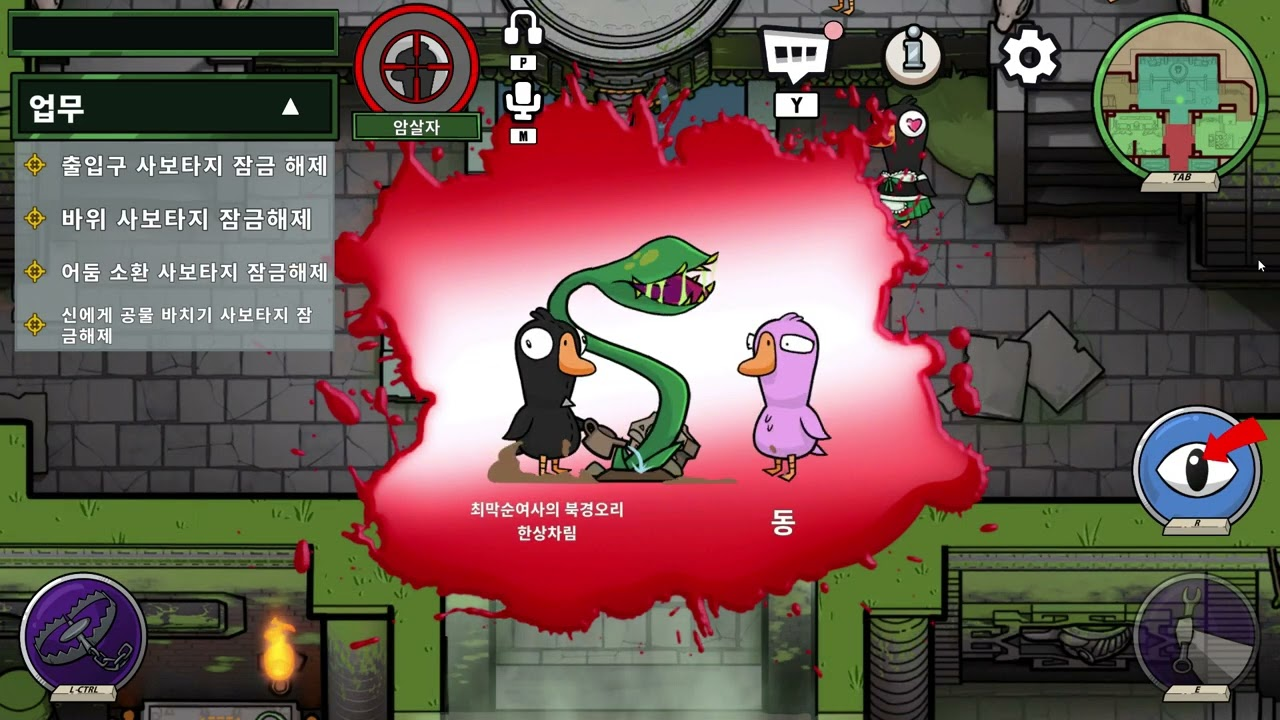 업무
출입구 사보타지 잠금 해제
바위 사보타지 잠금해제
어둠 소환 사보타지 잠금해제
신에게 공물 바치기 사보타지 잠
금해제
암살자
P
M
Y
TAB
최막순여사의 북경오리
한상차림
동
R
L-CTRL
E